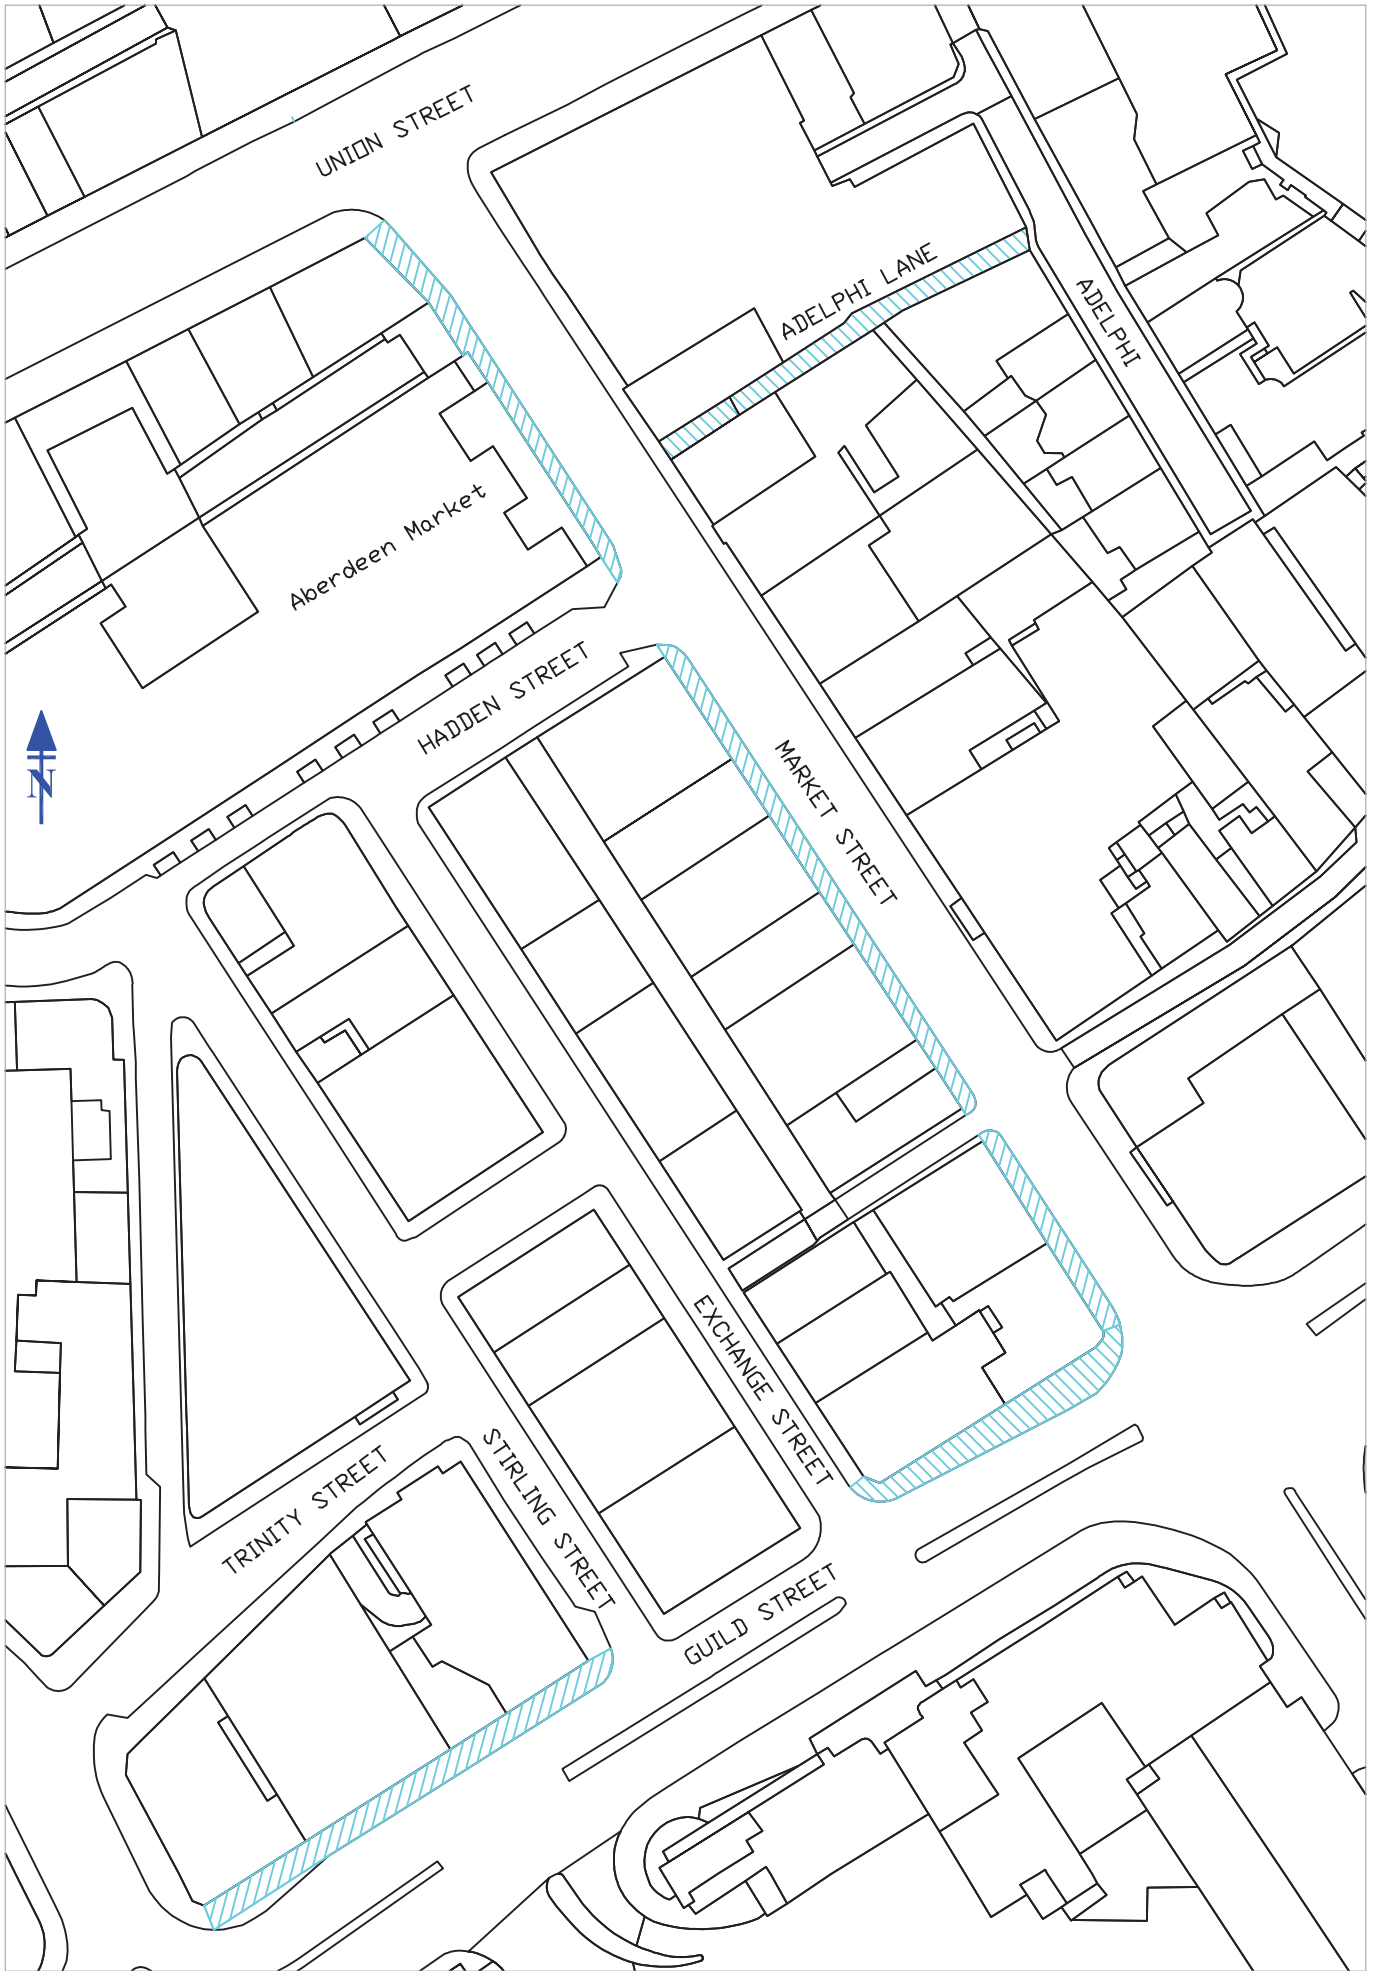 UNION STREET
ADELPHI LANE
ADELPHI
Aberdeen Market
HADDEN STREET
N
MARKET STREET
EXCHANGE STREET
STIRLING STREET
TRINITY STREET
GUILD STREET